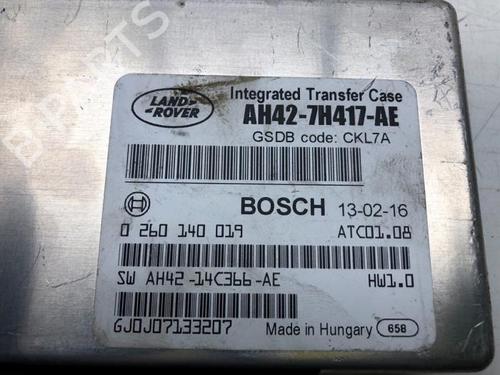 LAND
ROVER
Integrated Transfer Case
AH42-7H417-AE
GSDB code: CKL7A
BOSCH 13-02-16
0 260 140 019 ATC01.08
SW AH42-14C366-AE HW1.0
GJ0J07133207 Made in Hungary 658